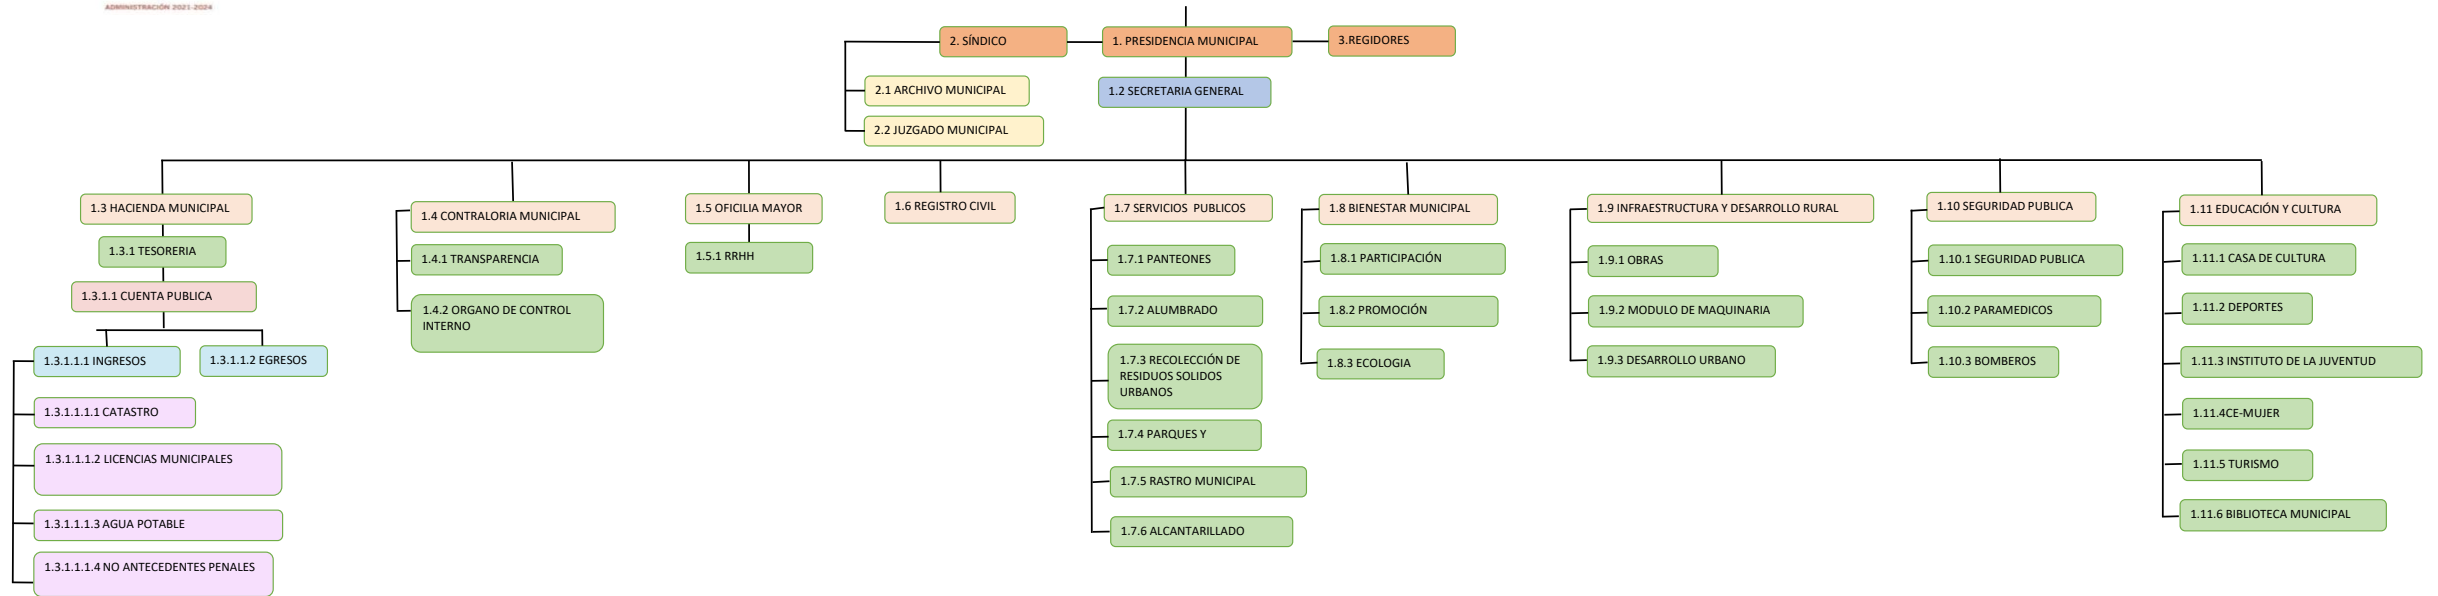 ADMINISTRACIÓN 2021-2024
2. SÍNDICO
1. PRESIDENCIA MUNICIPAL
3.REGIDORES
2.1 ARCHIVO MUNICIPAL
1.2 SECRETARIA GENERAL
2.2 JUZGADO MUNICIPAL
1.3 HACIENDA MUNICIPAL
1.3.1 TESORERIA
1.3.1.1 CUENTA PUBLICA
1.3.1.1.1 INGRESOS
1.3.1.1.2 EGRESOS
1.3.1.1.1.1 CATASTRO
1.3.1.1.1.2 LICENCIAS MUNICIPALES
1.3.1.1.1.3 AGUA POTABLE
1.3.1.1.1.4 NO ANTECEDENTES PENALES
1.4 CONTRALORIA MUNICIPAL
1.4.1 TRANSPARENCIA
1.4.2 ORGANO DE CONTROL
INTERNO
1.5 OFICILIA MAYOR
1.5.1 RRHH
1.6 REGISTRO CIVIL
1.7 SERVICIOS PUBLICOS
1.7.1 PANTEONES
1.7.2 ALUMBRADO
1.7.3 RECOLECCIÓN DE
RESIDUOS SOLIDOS
URBANOS
1.7.4 PARQUES Y
1.7.5 RASTRO MUNICIPAL
1.7.6 ALCANTARILLADO
1.8 BIENESTAR MUNICIPAL
1.8.1 PARTICIPACIÓN
1.8.2 PROMOCIÓN
1.8.3 ECOLOGIA
1.9 INFRAESTRUCTURA Y DESARROLLO RURAL
1.9.1 OBRAS
1.9.2 MODULO DE MAQUINARIA
1.9.3 DESARROLLO URBANO
1.10 SEGURIDAD PUBLICA
1.10.1 SEGURIDAD PUBLICA
1.10.2 PARAMEDICOS
1.10.3 BOMBEROS
1.11 EDUCACIÓN Y CULTURA
1.11.1 CASA DE CULTURA
1.11.2 DEPORTES
1.11.3 INSTITUTO DE LA JUVENTUD
1.11.4CE-MUJER
1.11.5 TURISMO
1.11.6 BIBLIOTECA MUNICIPAL